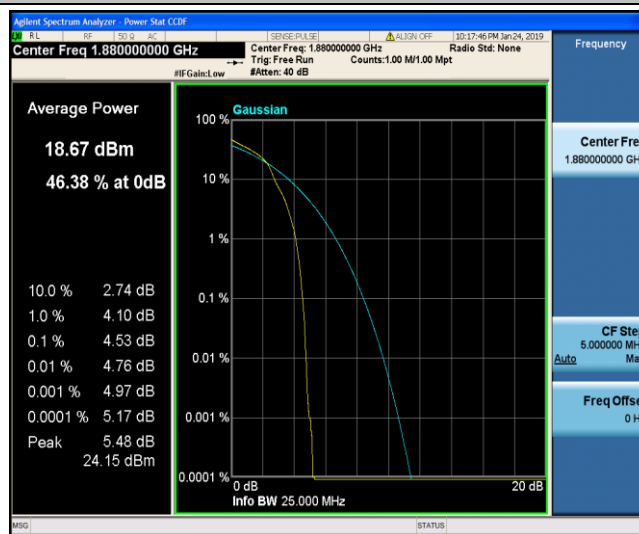 Agilent Spectrum Analyzer - Power Stat CCDF
RL RF 50 Ω AC SENSE:PULSE ALIGN OFF 10:17:46 PM Jan 24, 2019
Center Freq 1.880000000 GHz
Center Freq: 1.880000000 GHz Radio Std: None
Trig: Free Run Counts:1.00 M/1.00 Mpt
#IFGain:Low #Atten: 40 dB
Frequency
Average Power
18.67 dBm
46.38 % at 0dB
10.0 % 2.74 dB
1.0 % 4.10 dB
0.1 % 4.53 dB
0.01 % 4.76 dB
0.001 % 4.97 dB
0.0001 % 5.17 dB
Peak 5.48 dB
24.15 dBm
Gaussian
100 %
10 %
1 %
0.1 %
0.01 %
0.001 %
0.0001 %
0 dB 20 dB
Info BW 25.000 MHz
Center Fre
1.880000000 GH
CF Ste
5.000000 MH
Auto Ma
Freq Offse
0 H
MSG STATUS